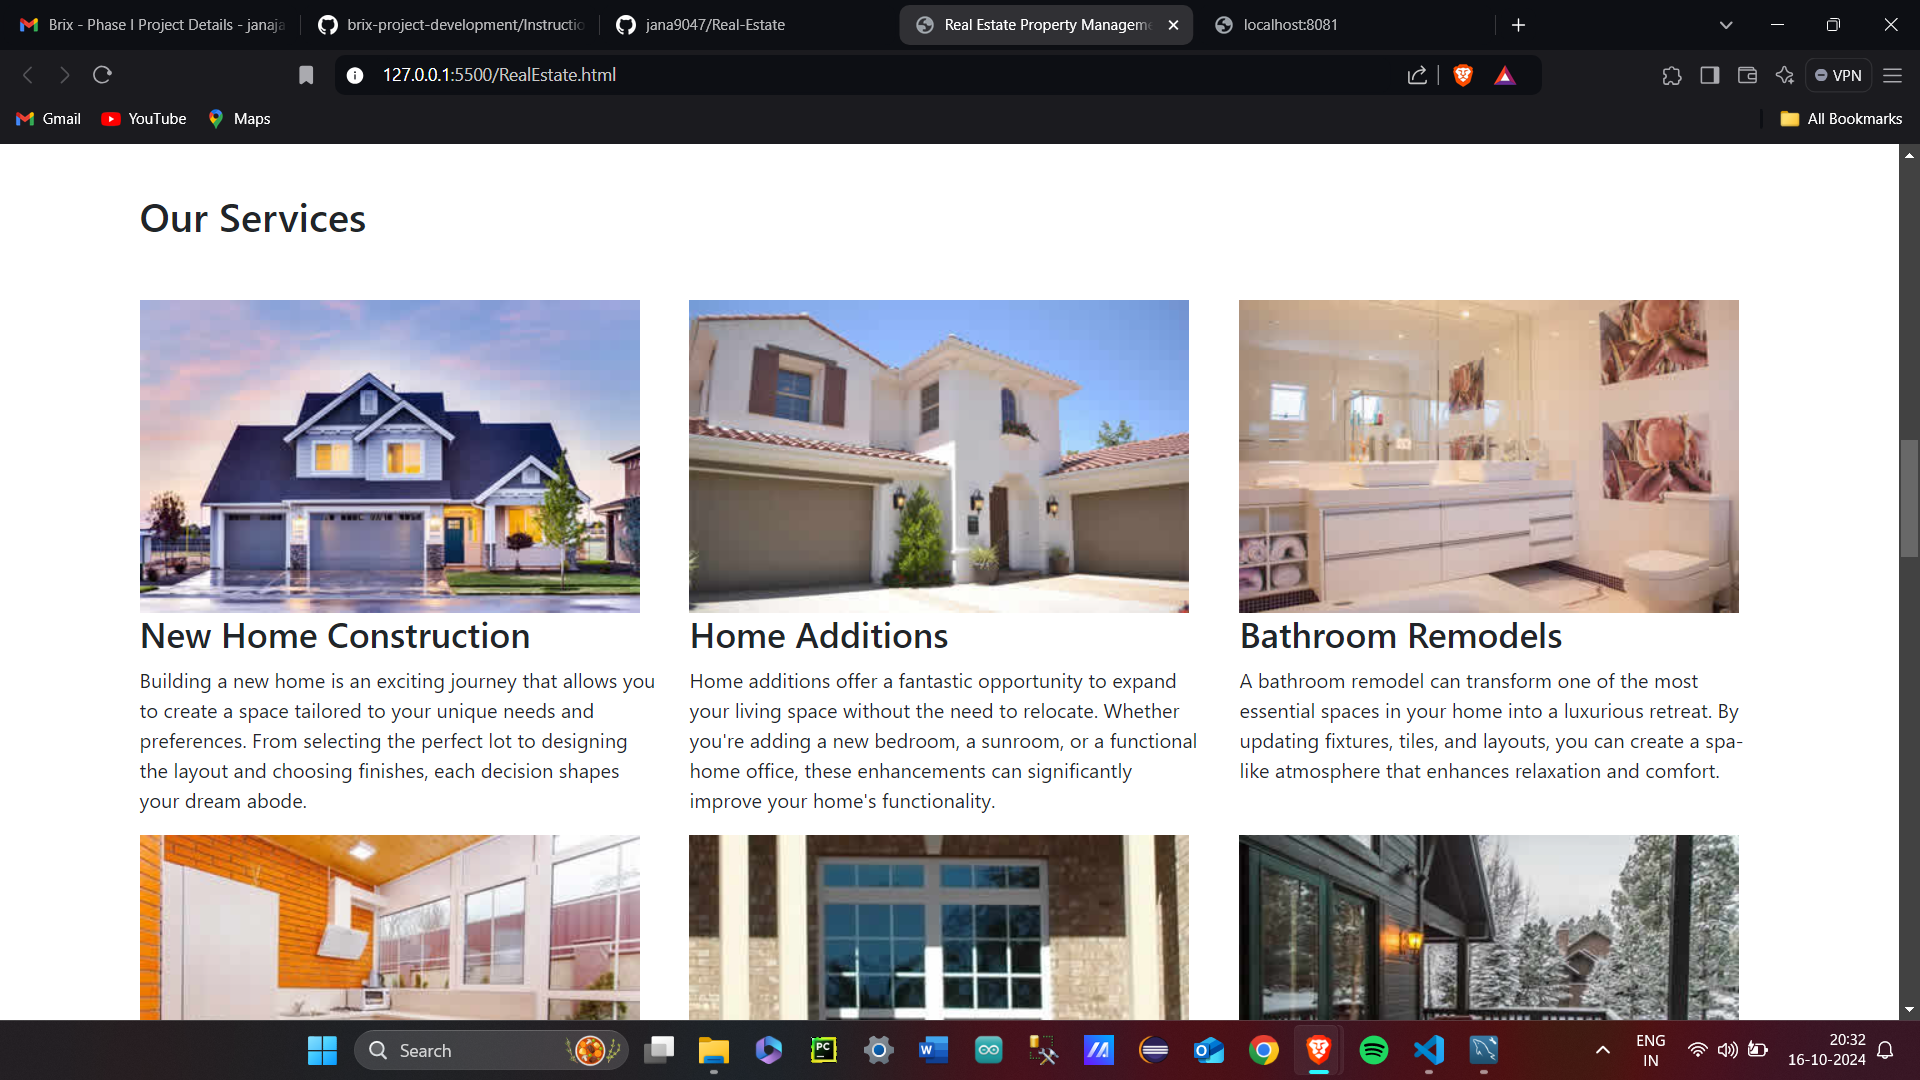 Brix - Phase I Project Details - janaja
brix-project-development/Instructio
jana9047/Real-Estate
Real Estate Property Managem
localhost:8081
127.0.0.1:5500/RealEstate.html
VPN
Gmail
YouTube
Maps
All Bookmarks
Our Services
New Home Construction
Building a new home is an exciting journey that allows you
to create a space tailored to your unique needs and
preferences. From selecting the perfect lot to designing
the layout and choosing finishes, each decision shapes
your dream abode.
Home Additions
Home additions offer a fantastic opportunity to expand
your living space without the need to relocate. Whether
you're adding a new bedroom, a sunroom, or a functional
home office, these enhancements can significantly
improve your home's functionality.
Bathroom Remodels
A bathroom remodel can transform one of the most
essential spaces in your home into a luxurious retreat. By
updating fixtures, tiles, and layouts, you can create a spa-
like atmosphere that enhances relaxation and comfort.
Search
PC
W
ENG
IN
20:32
16-10-2024